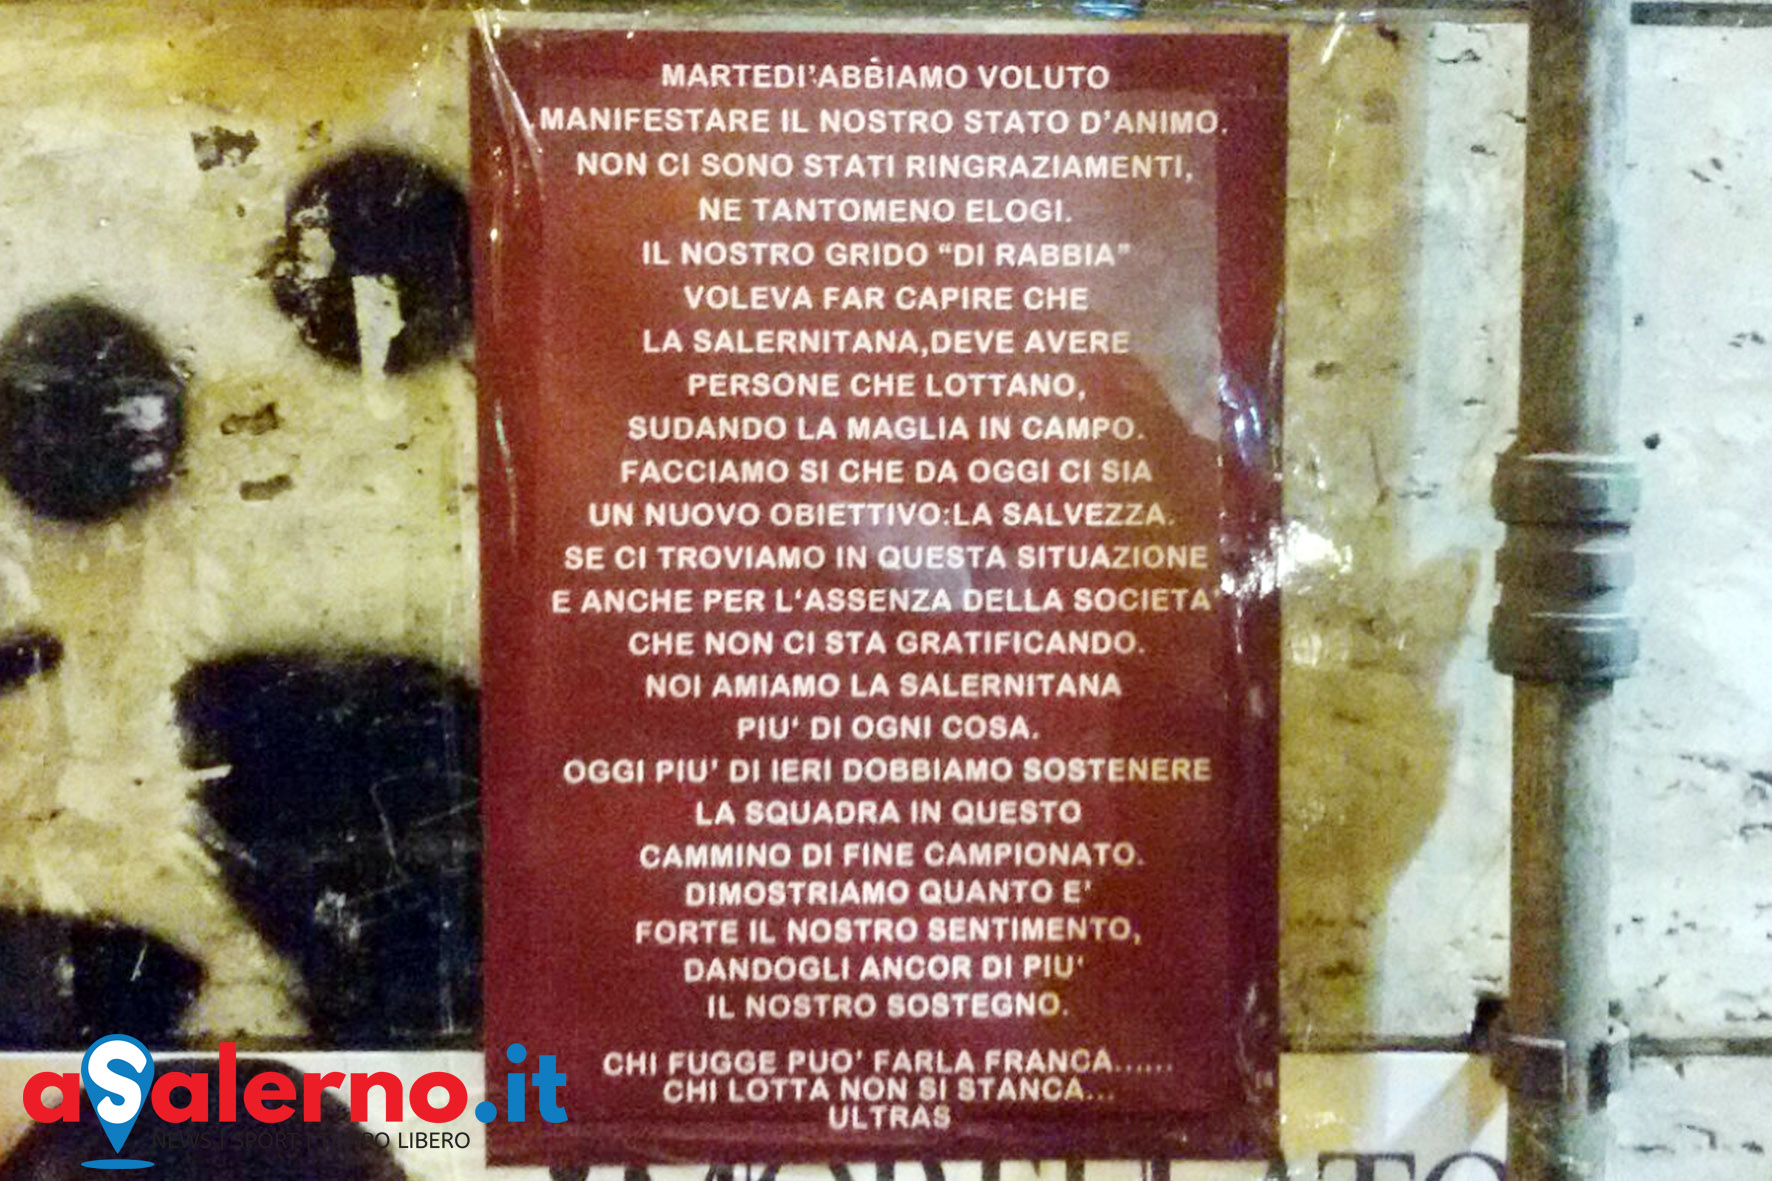 MARTEDI'ABBIAMO VOLUTO
MANIFESTARE IL NOSTRO STATO D'ANIMO.
NON CI SONO STATI RINGRAZIAMENTI,
NE TANTOMENO ELOGI.
IL NOSTRO GRIDO “DI RABBIA”
VOLEVA FAR CAPIRE CHE
LA SALERNITANA,DEVE AVERE
PERSONE CHE LOTTANO,
SUDANDO LA MAGLIA IN CAMPO.
FACCIAMO SI CHE DA OGGI CI SIA
UN NUOVO OBIETTIVO:LA SALVEZZA.
SE CI TROVIAMO IN QUESTA SITUAZIONE
E ANCHE PER L‘ASSENZA DELLA SOCIETA'
CHE NON CI STA GRATIFICANDO.
NOI AMIAMO LA SALERNITANA
PIU‘ DI OGNI COSA.
OGGI PIU’ DI IERI DOBBIAMO SOSTENERE
LA SQUADRA IN QUESTO
CAMMINO DI FINE CAMPIONATO.
DIMOSTRIAMO QUANTO E'
FORTE IL NOSTRO SENTIMENTO,
DANDOGLI ANCOR DI PIU‘
IL NOSTRO SOSTEGNO.
CHI FUGGE PUO’ FARLA FRANCA......
CHI LOTTA NON SI STANCA...
ULTRAS
aSalerno.it
NEWS SPORT LIBERO